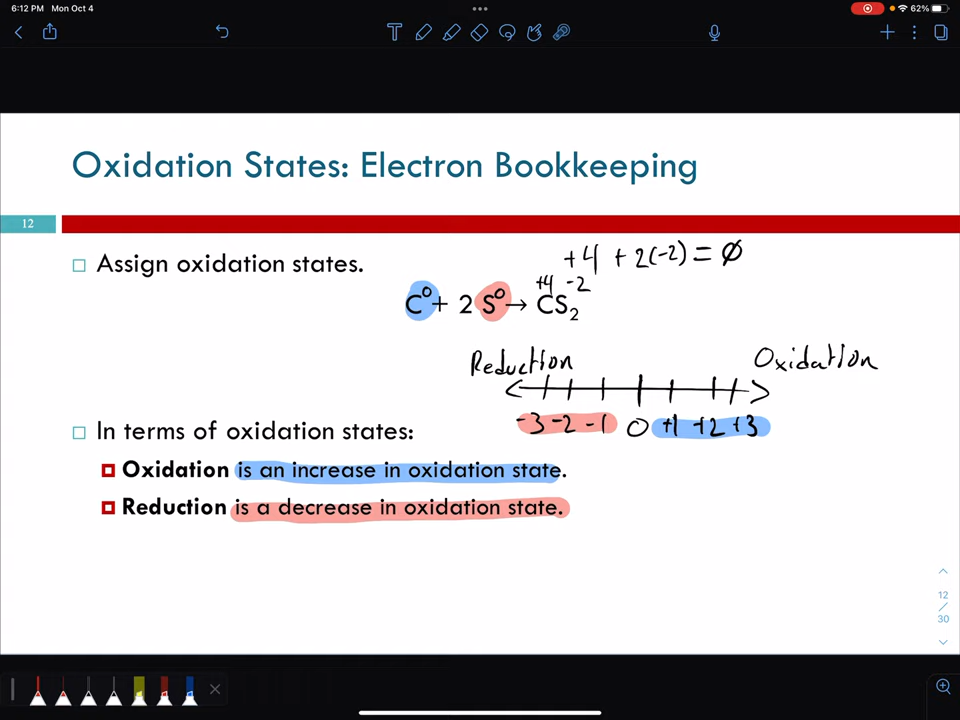 6:12 PM Mon Oct 4
62%
Oxidation States: Electron Bookkeeping
12
Assign oxidation states.
+4 + 2(-2) = ∅
+4 -2
C⁰ + 2 S⁰ → CS₂
Reduction Oxidation
-3 -2 -1 0 +1 +2 +3
In terms of oxidation states:
Oxidation is an increase in oxidation state.
Reduction is a decrease in oxidation state.
12
/
30